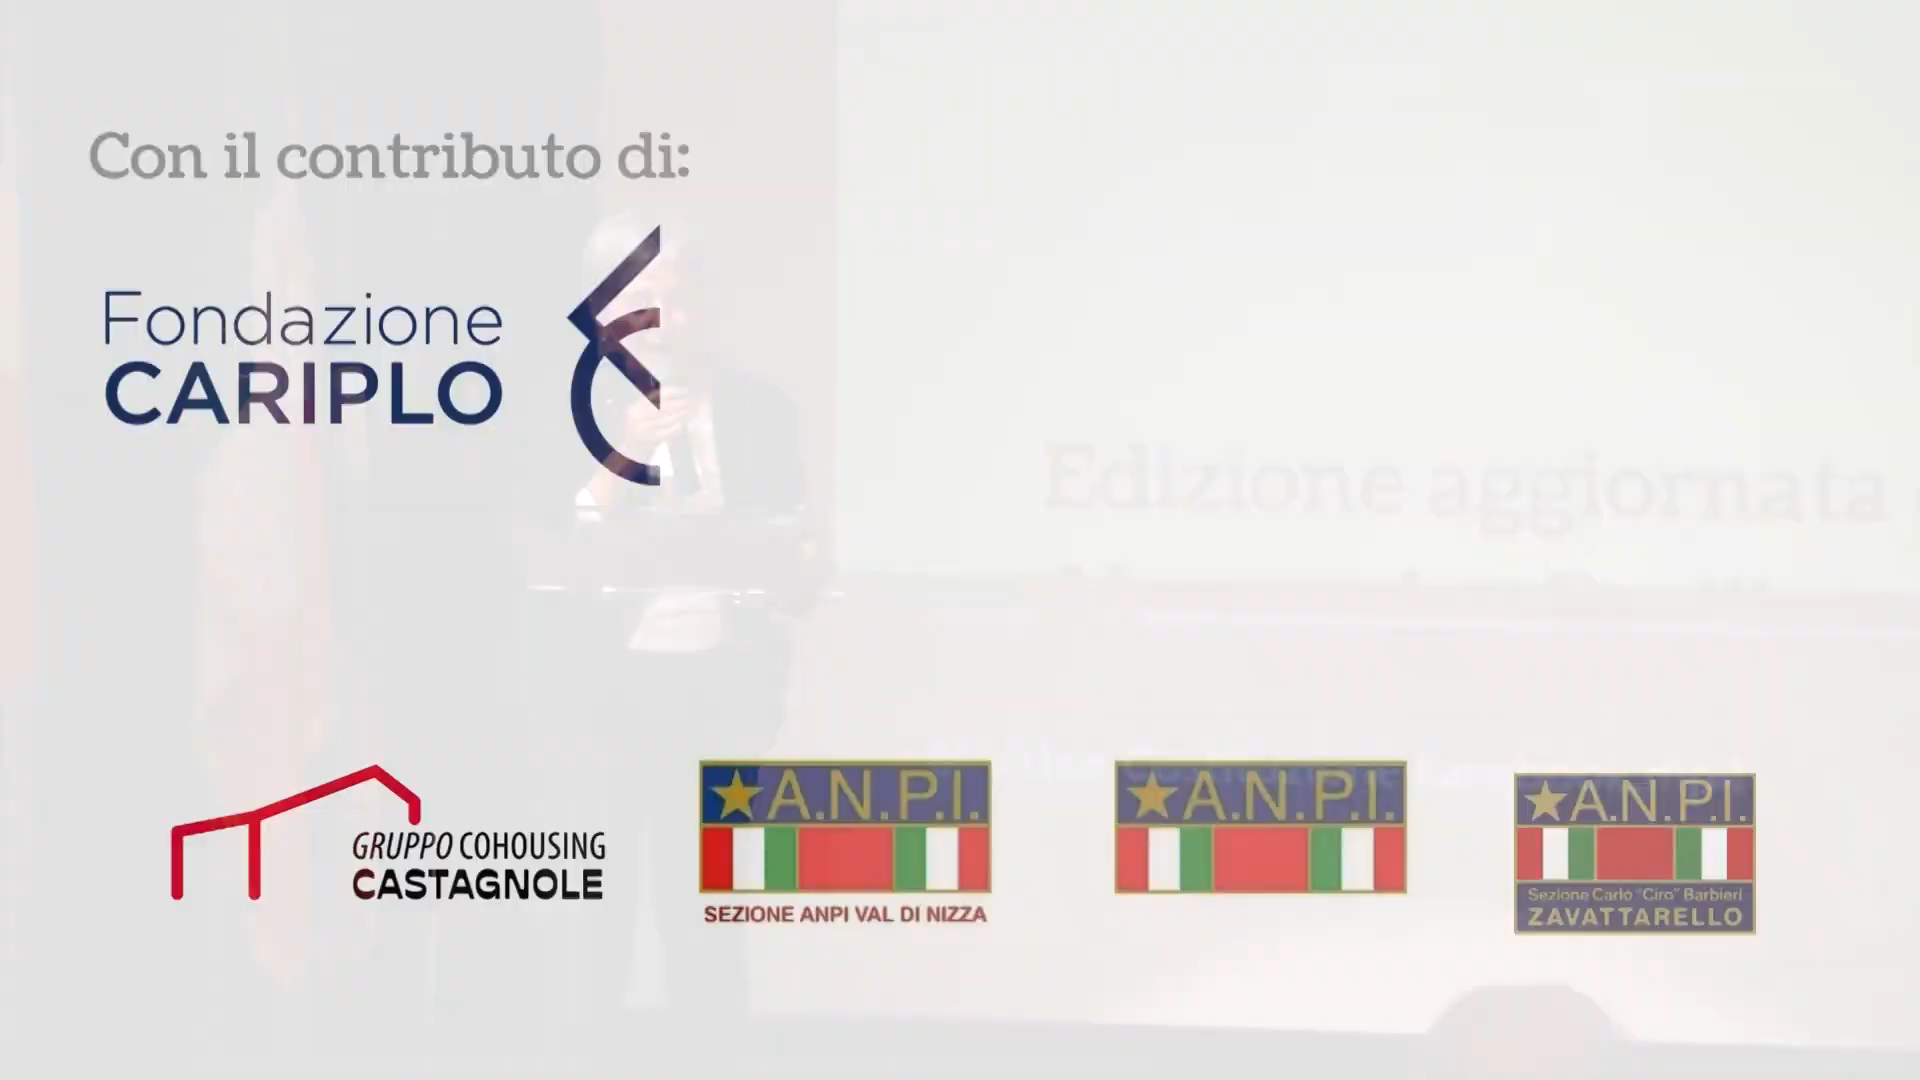 Con il contributo di:
Fondazione
CARIPLO
Edizione aggiornata
GRUPPO COHOUSING
CASTAGNOLE
A.N.P.I.
SEZIONE ANPI VAL DI NIZZA
A.N.P.I.
A.N.P.I.
Sezione Carlo "Ciro" Barbieri
ZAVATTARELLO